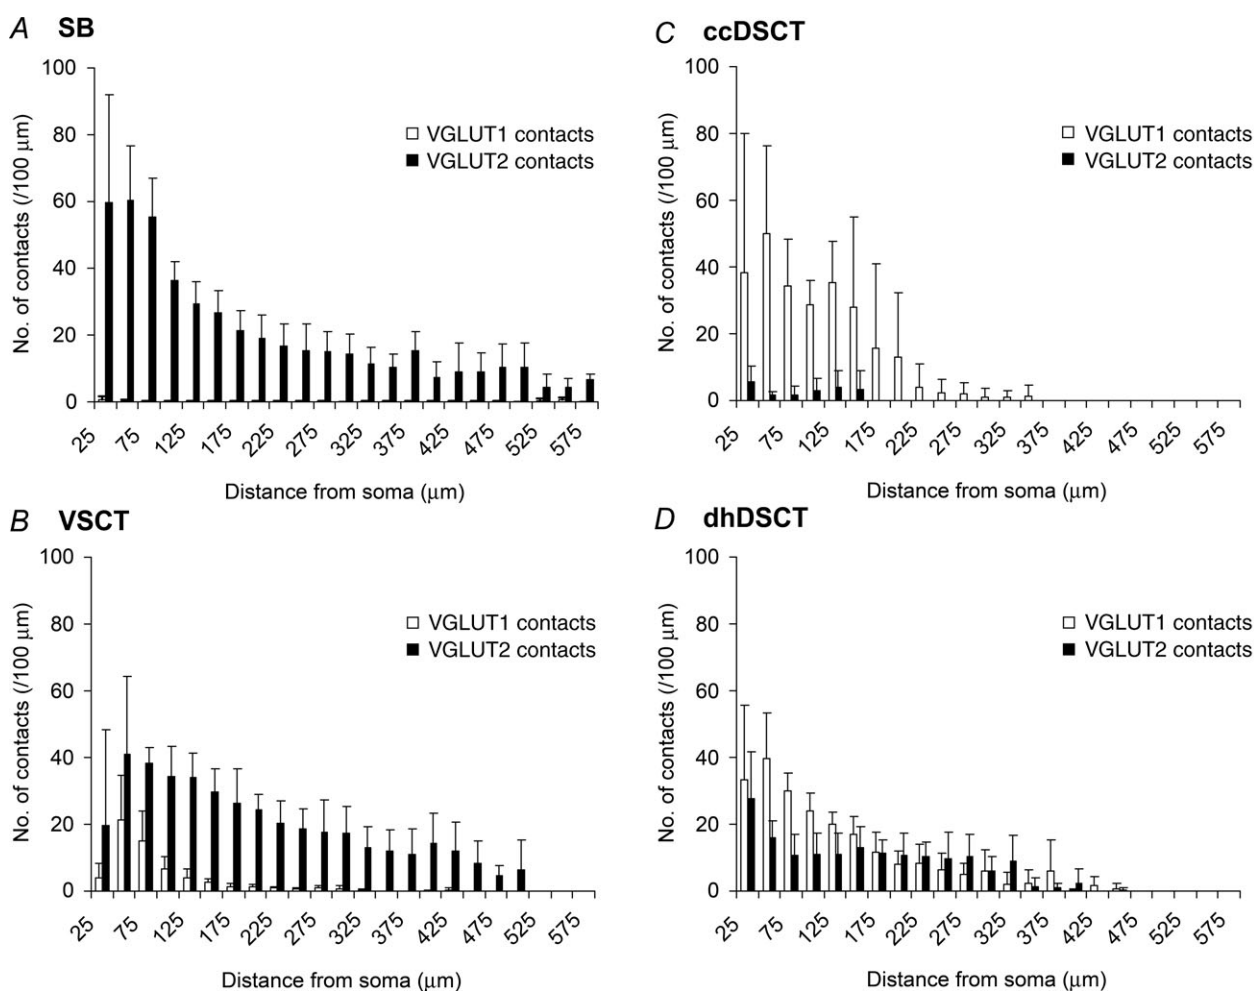 A SB
100
80
60
40
20
0
No. of contacts (/100 μm)
VGLUT1 contacts
VGLUT2 contacts
25 75 125 175 225 275 325 375 425 475 525 575
Distance from soma (μm)
B VSCT
100
80
60
40
20
0
No. of contacts (/100 μm)
VGLUT1 contacts
VGLUT2 contacts
25 75 125 175 225 275 325 375 425 475 525 575
Distance from soma (μm)
C ccDSCT
100
80
60
40
20
0
No. of contacts (/100 μm)
VGLUT1 contacts
VGLUT2 contacts
25 75 125 175 225 275 325 375 425 475 525 575
Distance from soma (μm)
D dhDSCT
100
80
60
40
20
0
No. of contacts (/100 μm)
VGLUT1 contacts
VGLUT2 contacts
25 75 125 175 225 275 325 375 425 475 525 575
Distance from soma (μm)